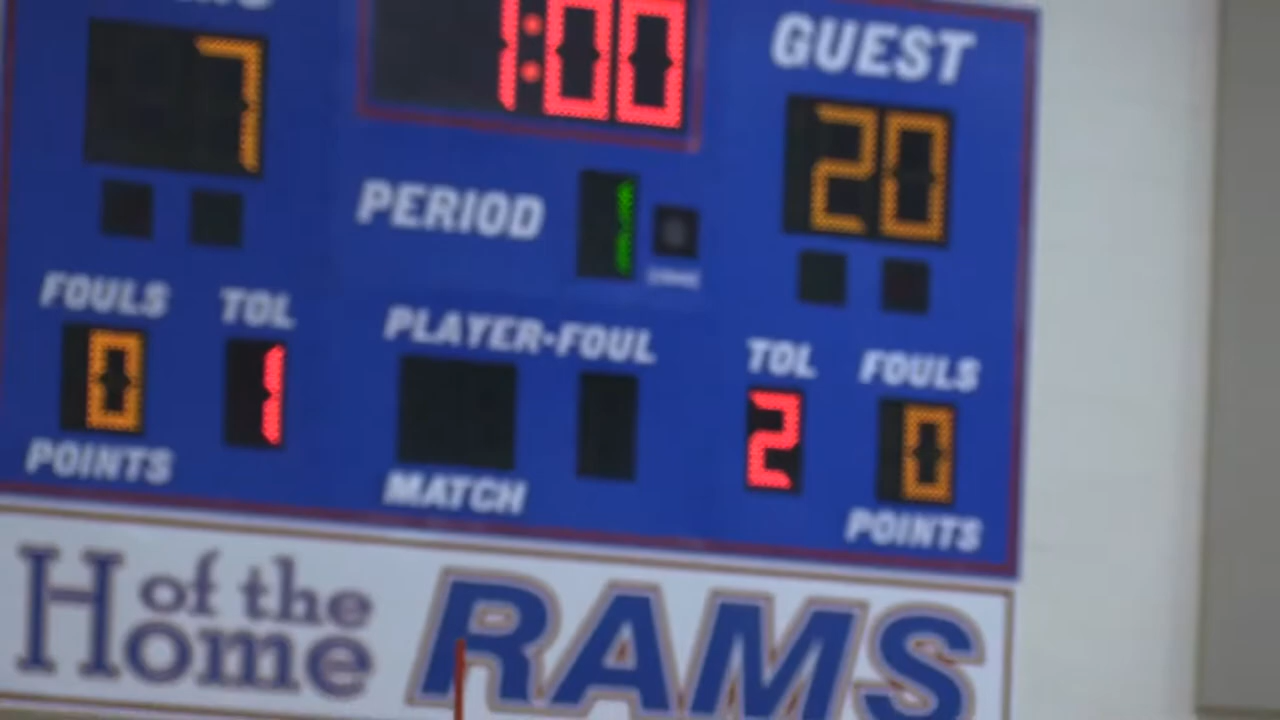 1:00
GUEST
7
20
PERIOD 1
FOULS TOL
PLAYER-FOUL
TOL FOULS
0 1
2 0
POINTS
MATCH
POINTS
Home of the
RAMS